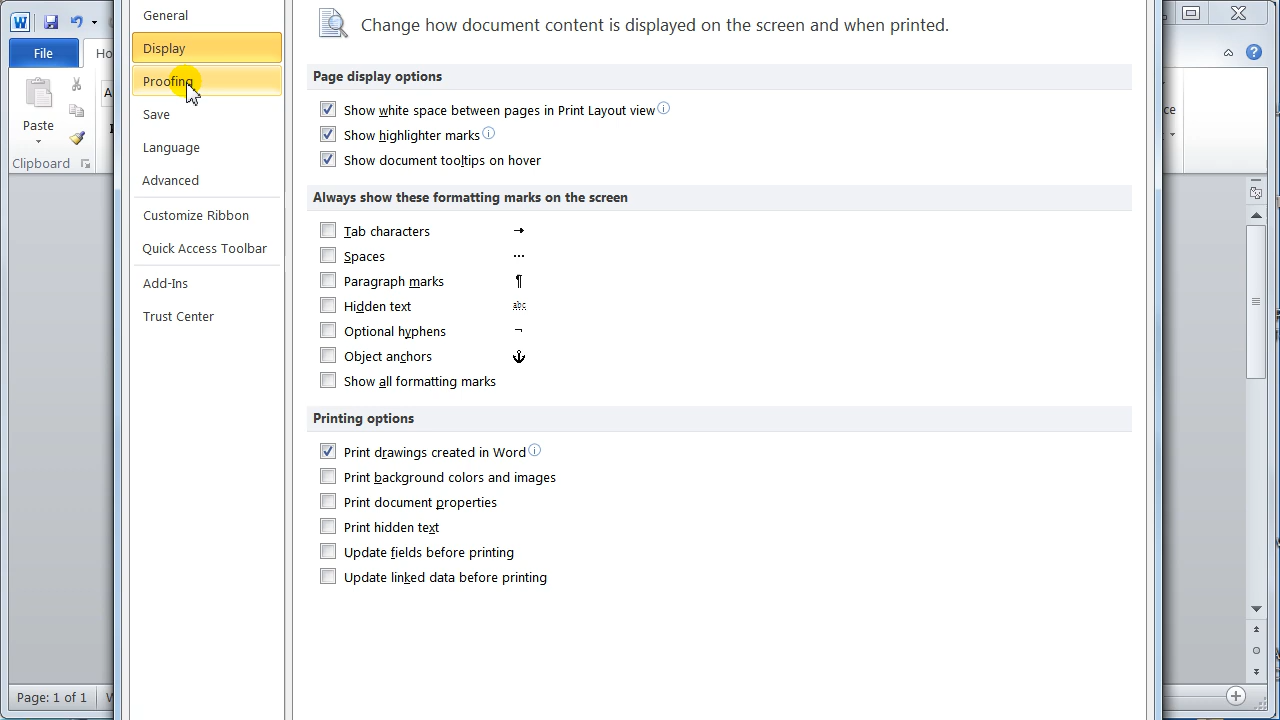 General
Display
Proofing
Save
Language
Advanced
Customize Ribbon
Quick Access Toolbar
Add-Ins
Trust Center
Change how document content is displayed on the screen and when printed.
Page display options
Show white space between pages in Print Layout view
Show highlighter marks
Show document tooltips on hover
Always show these formatting marks on the screen
Tab characters →
Spaces ···
Paragraph marks ¶
Hidden text abc
Optional hyphens ¬
Object anchors
Show all formatting marks
Printing options
Print drawings created in Word
Print background colors and images
Print document properties
Print hidden text
Update fields before printing
Update linked data before printing
W
File
Ho
Paste
Clipboard
A
I
ce
Page: 1 of 1
W